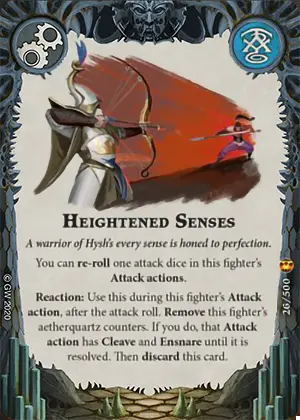 HEIGHTENED SENSES
A warrior of Hysh's every sense is honed to perfection.
You can re-roll one attack dice in this fighter's
Attack actions.
Reaction: Use this during this fighter's Attack
action, after the attack roll. Remove this fighter's
aetherquartz counters. If you do, that Attack
action has Cleave and Ensnare until it is
resolved. Then discard this card.
© GW 2020
26/500